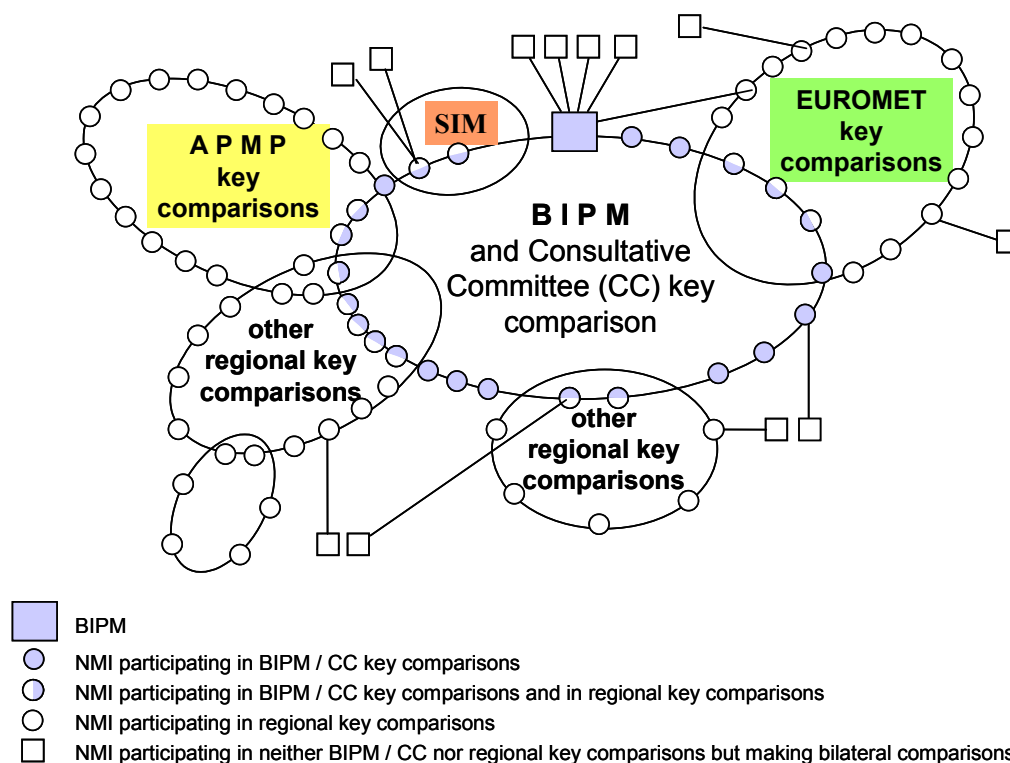 SIM
A P M P
key
comparisons
EUROMET
key
comparisons
B I P M
and Consultative
Committee (CC) key
comparison
other
regional key
comparisons
other
regional key
comparisons
BIPM
NMI participating in BIPM / CC key comparisons
NMI participating in BIPM / CC key comparisons and in regional key comparisons
NMI participating in regional key comparisons
NMI participating in neither BIPM / CC nor regional key comparisons but making bilateral comparisons